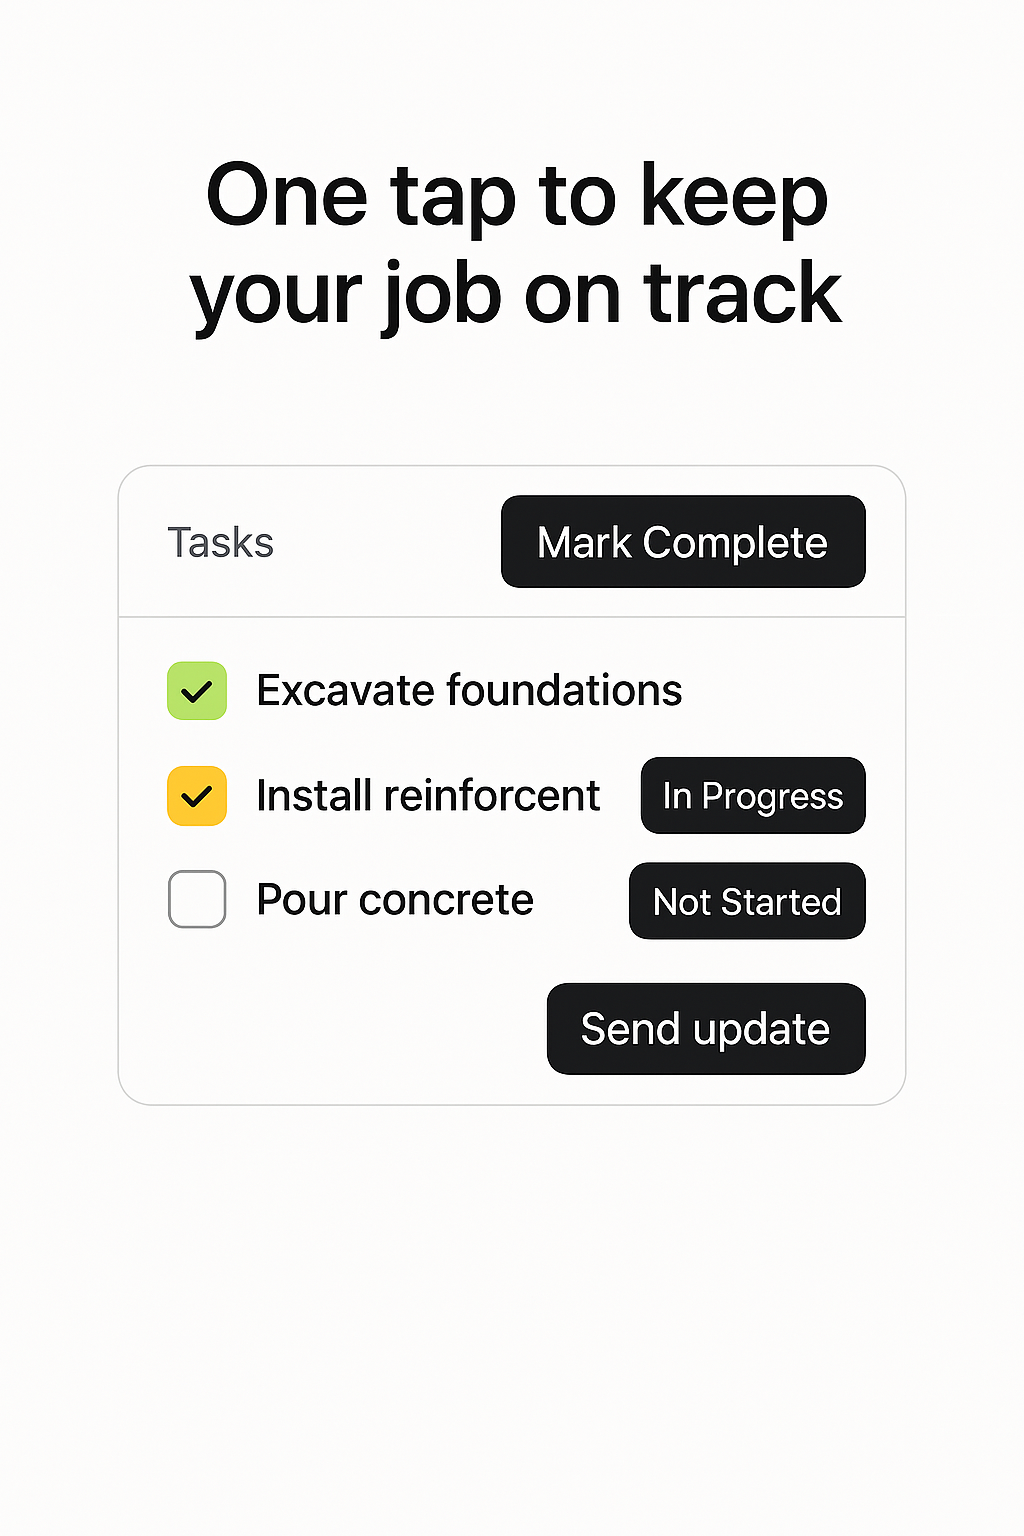 One tap to keep
your job on track
Tasks
Mark Complete
Excavate foundations
Install reinforcent
In Progress
Pour concrete
Not Started
Send update